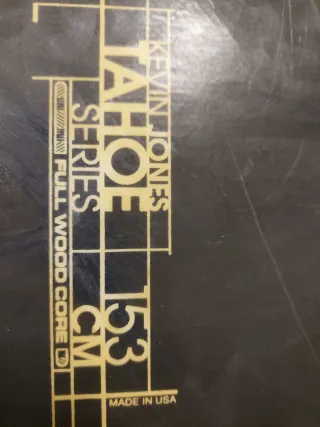 KEVIN JONES
TAHOE
SERIES
FULL WOOD CORE
153
CM
MADE IN USA